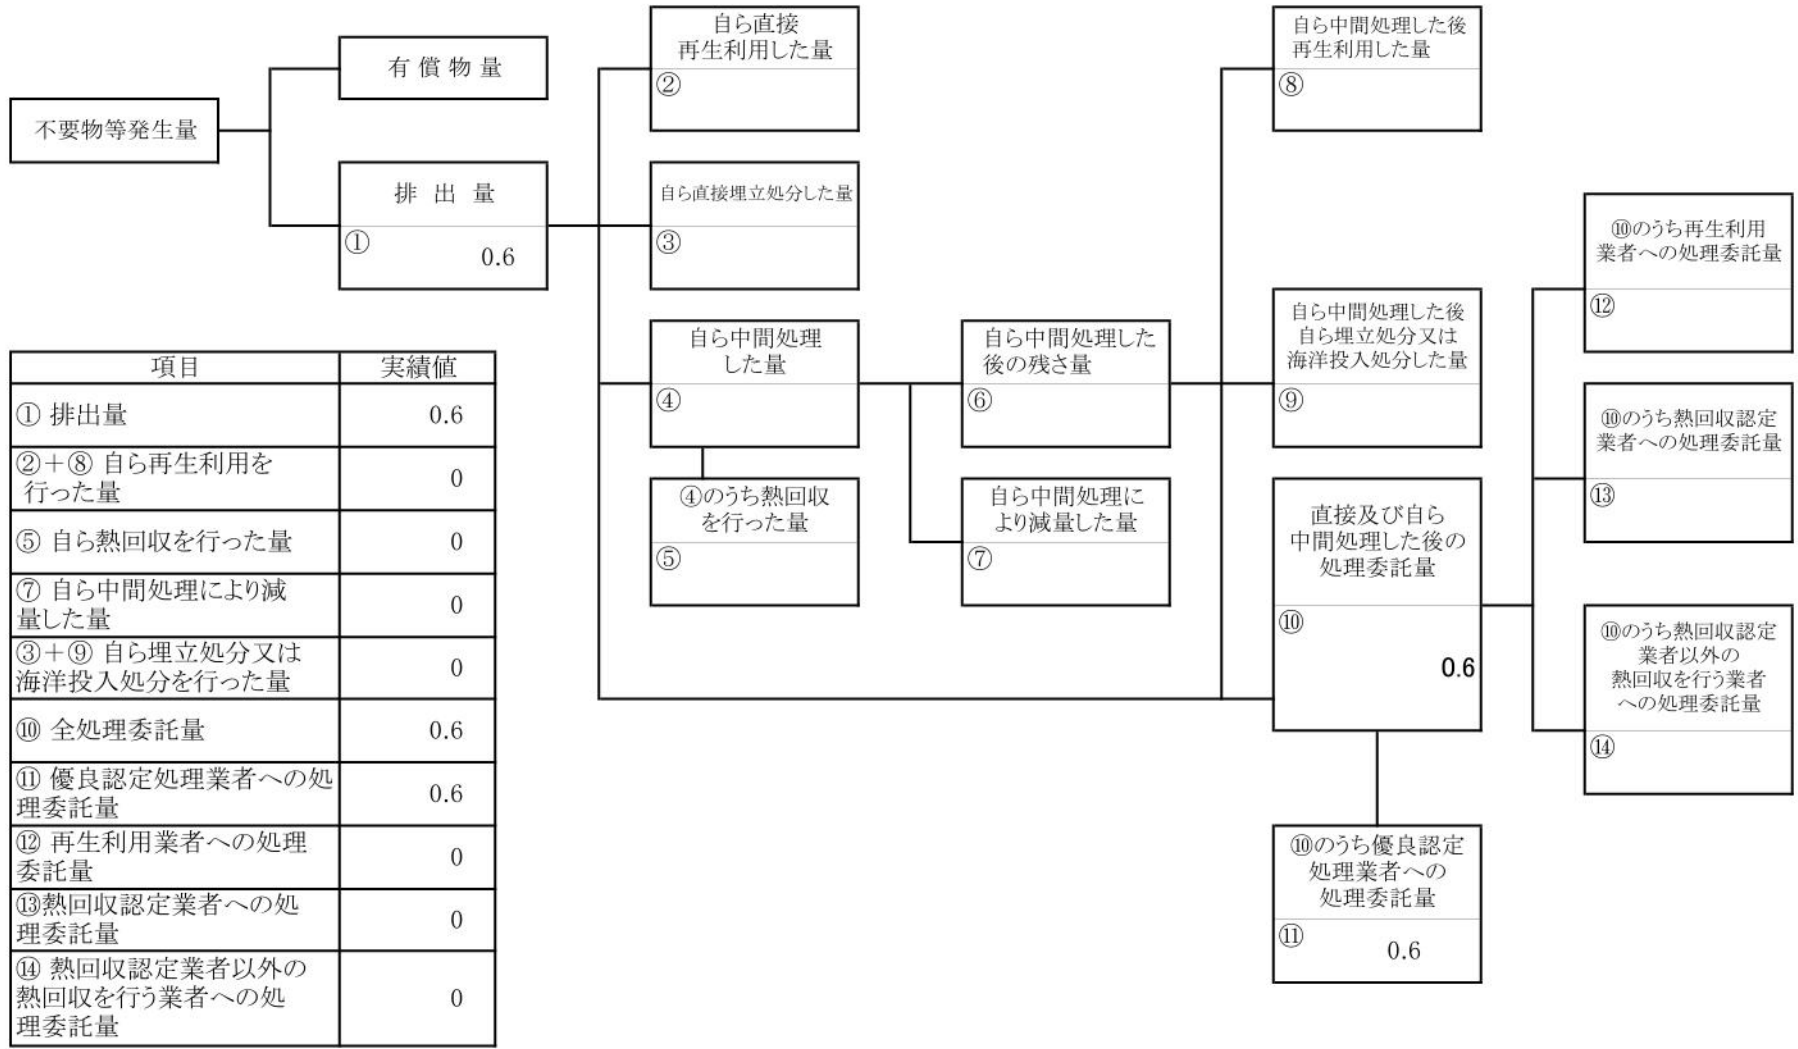 不要物等発生量
有償物量
排出量
①
0.6
自ら直接
再生利用した量
②
自ら直接埋立処分した量
③
自ら中間処理
した量
④
④のうち熱回収
を行った量
⑤
自ら中間処理した
後の残さ量
⑥
自ら中間処理に
より減量した量
⑦
自ら中間処理した後
再生利用した量
⑧
自ら中間処理した後
自ら埋立処分又は
海洋投入処分した量
⑨
直接及び自ら
中間処理した後の
処理委託量
⑩
0.6
⑩のうち優良認定
処理業者への
処理委託量
⑪
0.6
⑩のうち再生利用
業者への処理委託量
⑫
⑩のうち熱回収認定
業者への処理委託量
⑬
⑩のうち熱回収認定
業者以外の
熱回収を行う業者
への処理委託量
⑭
項目 実績値
① 排出量 0.6
②＋⑧ 自ら再生利用を
行った量 0
⑤ 自ら熱回収を行った量 0
⑦ 自ら中間処理により減
量した量 0
③＋⑨ 自ら埋立処分又は
海洋投入処分を行った量 0
⑩ 全処理委託量 0.6
⑪ 優良認定処理業者への処
理委託量 0.6
⑫ 再生利用業者への処理
委託量 0
⑬熱回収認定業者への処
理委託量 0
⑭ 熱回収認定業者以外の
熱回収を行う業者への処
理委託量 0